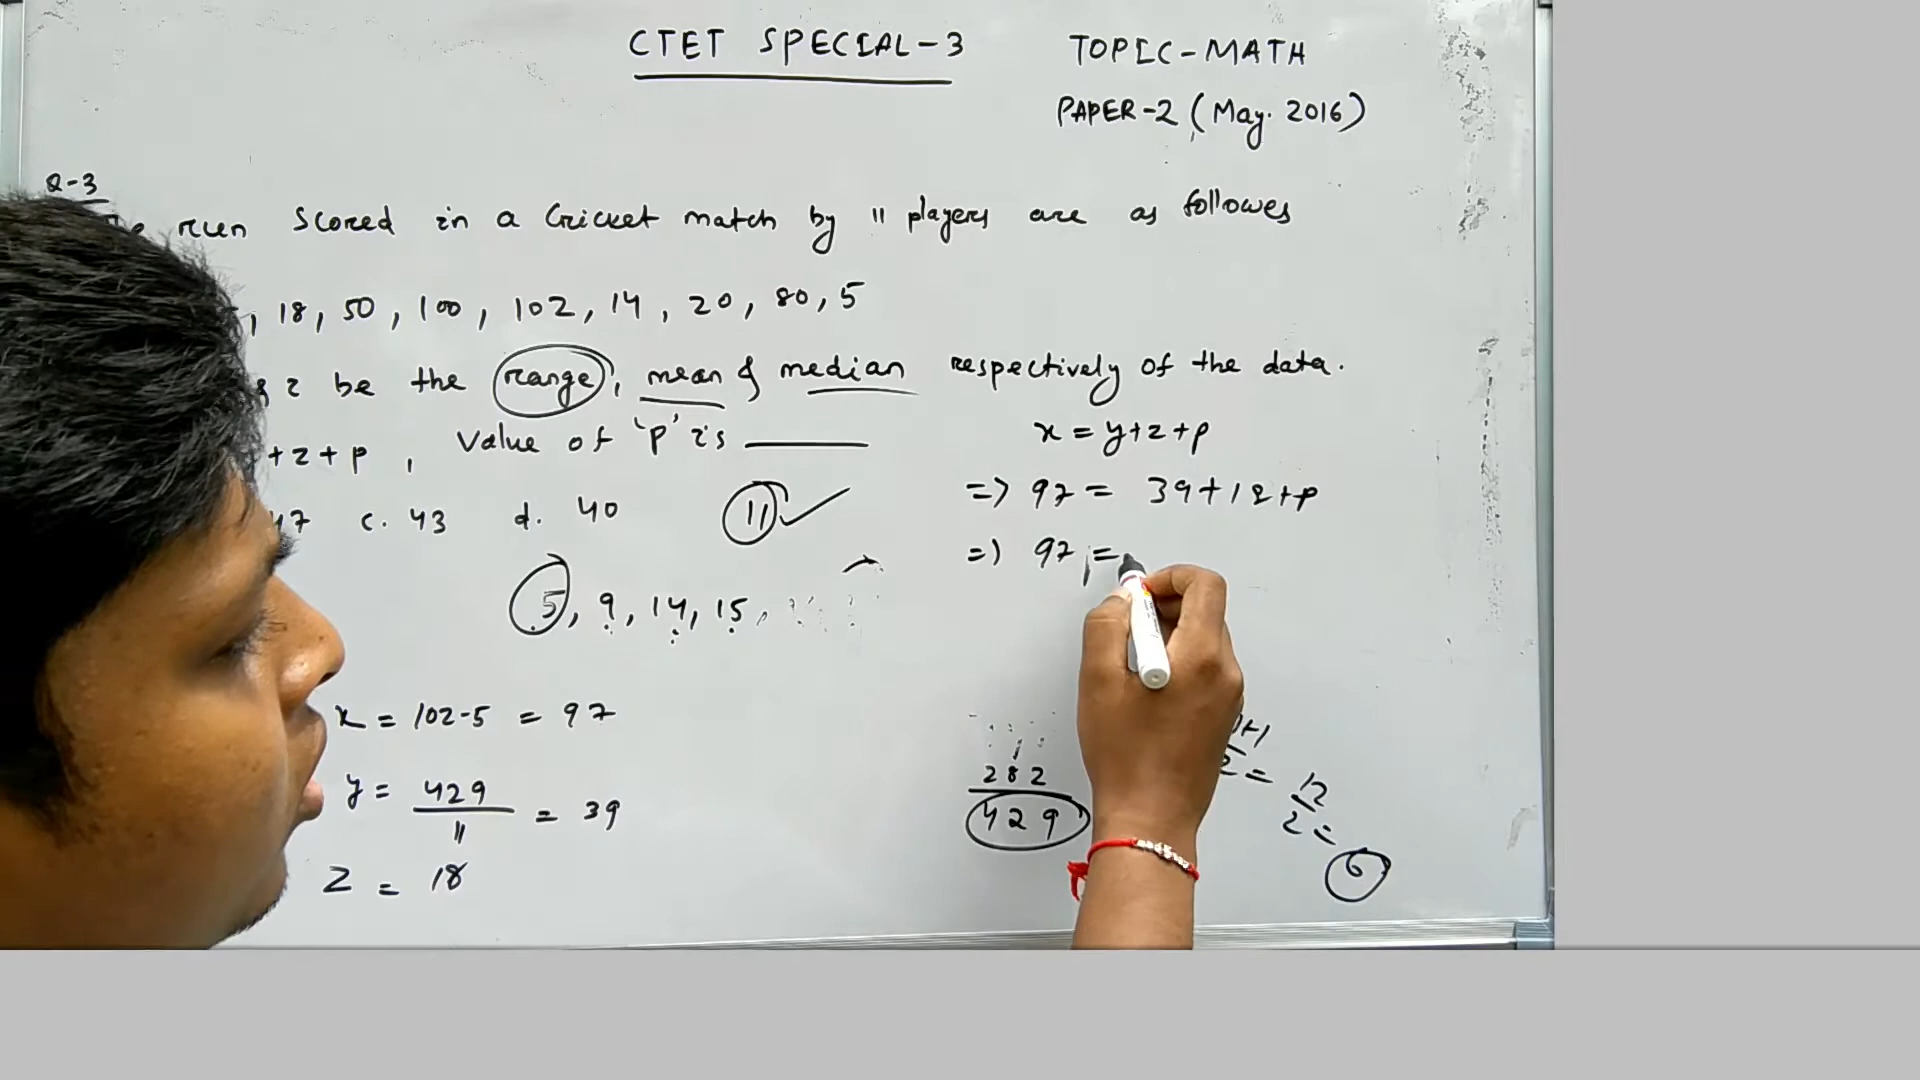 CTET SPECIAL-3
TOPIC-MATH
PAPER-2 (May. 2016)
Q-3
run Scored in a Cricket match by 11 players are as followes
, 18, 50, 100, 102, 14, 20, 80, 5
& z be the range, mean & median respectively of the data.
+z+p, Value of 'p' is
47 c. 43 d. 40
11
x = y+z+p
=> 97 = 39+18+p
=> 97 =
5, 9, 14, 15,
x = 102-5 = 97
y = 429/11 = 39
z = 18
282
429
12/2 =
6